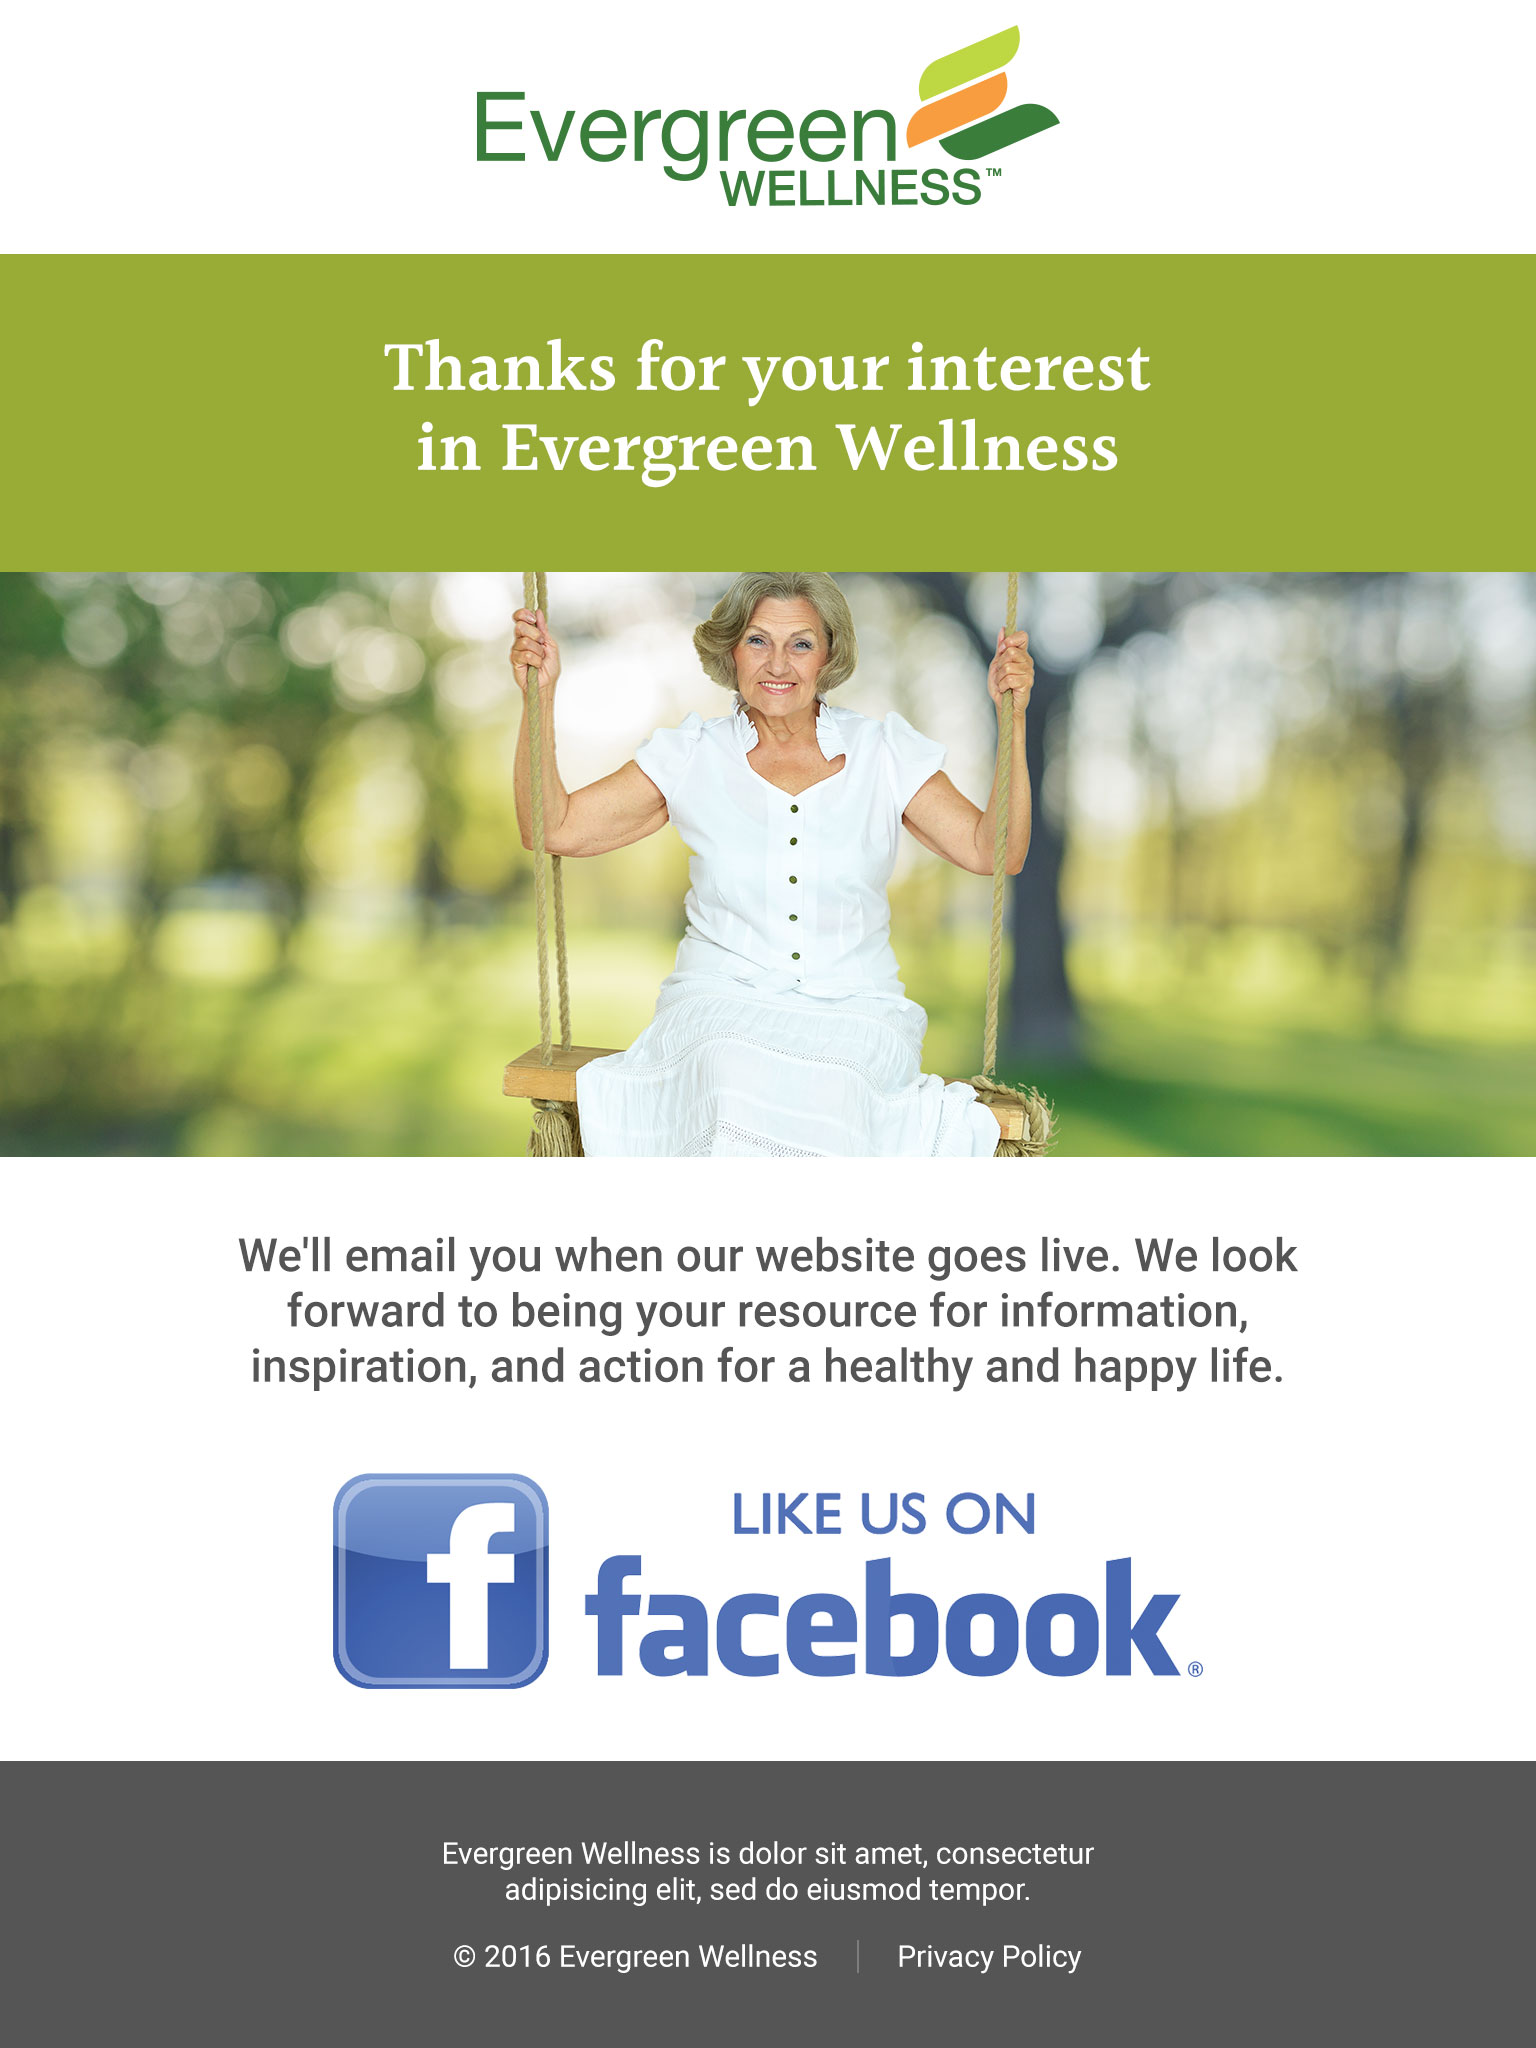 Evergreen
WELLNESS™
Thanks for your interest
in Evergreen Wellness
We'll email you when our website goes live. We look
forward to being your resource for information,
inspiration, and action for a healthy and happy life.
f
LIKE US ON
facebook®
Evergreen Wellness is dolor sit amet, consectetur
adipisicing elit, sed do eiusmod tempor.
© 2016 Evergreen Wellness | Privacy Policy